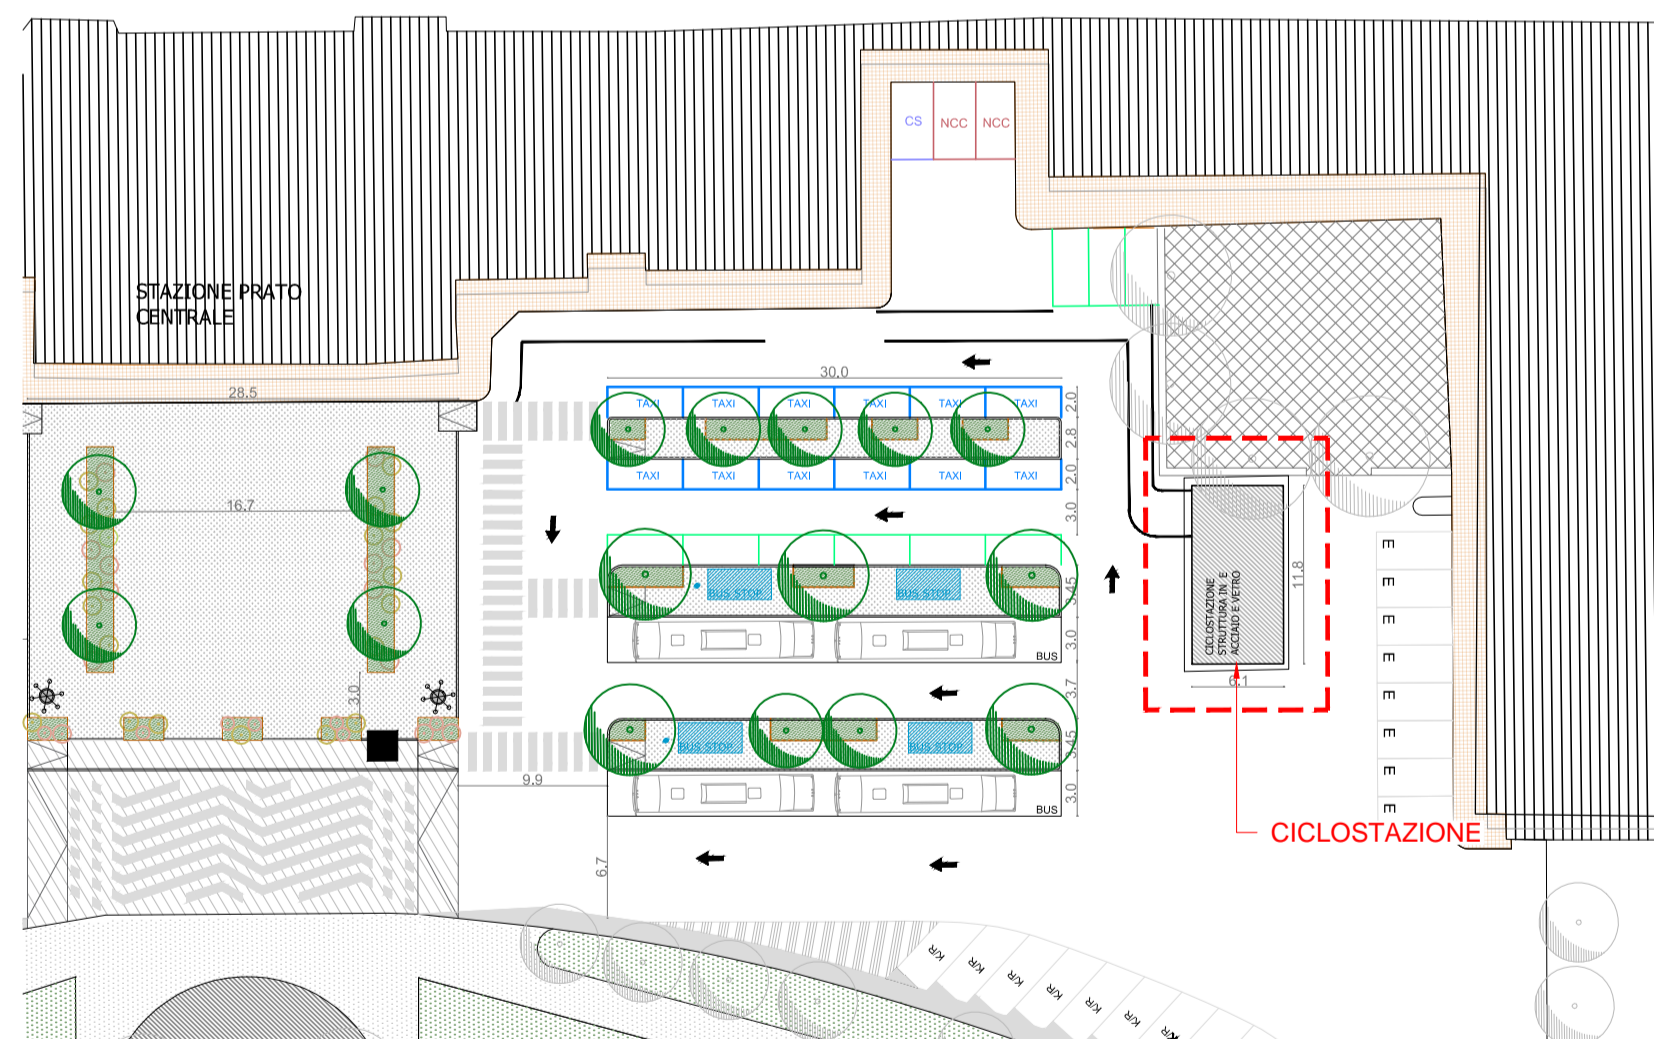 CS
NCC
NCC
STAZIONE PRATO
CENTRALE
28.5
30.0
TAXI
TAXI
TAXI
TAXI
TAXI
TAXI
2.0
2.8
TAXI
TAXI
TAXI
TAXI
TAXI
TAXI
2.0
16.7
3.0
BUS STOP
BUS STOP
3.45
BUS
3.0
CICLOSTAZIONE
STRUTTURA IN E
ACCIAIO E VETRO
11.8
6.1
E
E
E
E
E
E
E
E
3.0
3.7
BUS STOP
BUS STOP
3.45
9.9
BUS
3.0
CICLOSTAZIONE
6.7
K/R
K/R
K/R
K/R
K/R
K/R
K/R